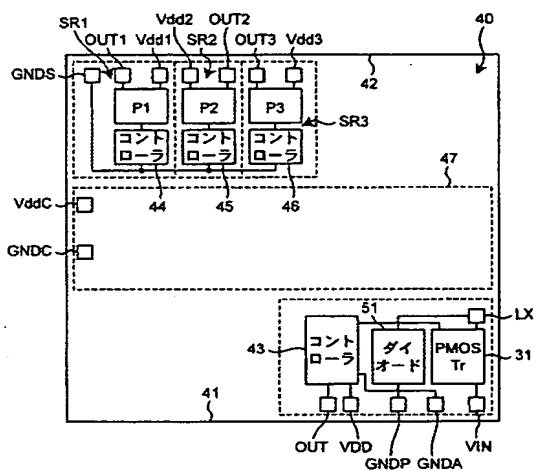 SR1
OUT1
Vdd1
Vdd2
SR2
OUT2
OUT3
Vdd3
42
40
GNDS
P1
P2
P3
SR3
コント
ローラ
コント
ローラ
コント
ローラ
44
45
46
47
VddC
GNDC
LX
51
43
コント
ローラ
ダイ
オード
PMOS
Tr
31
41
OUT
VDD
GNDP
GNDA
VIN